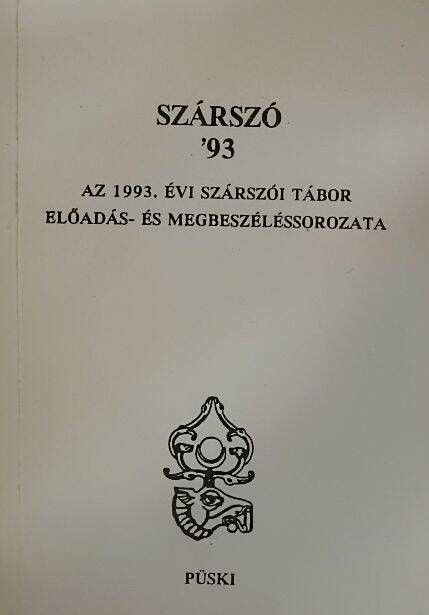 SZÁRSZÓ
'93
AZ 1993. ÉVI SZÁRSZÓI TÁBOR
ELŐADÁS- ÉS MEGBESZÉLÉSSOROZATA
PÜSKI